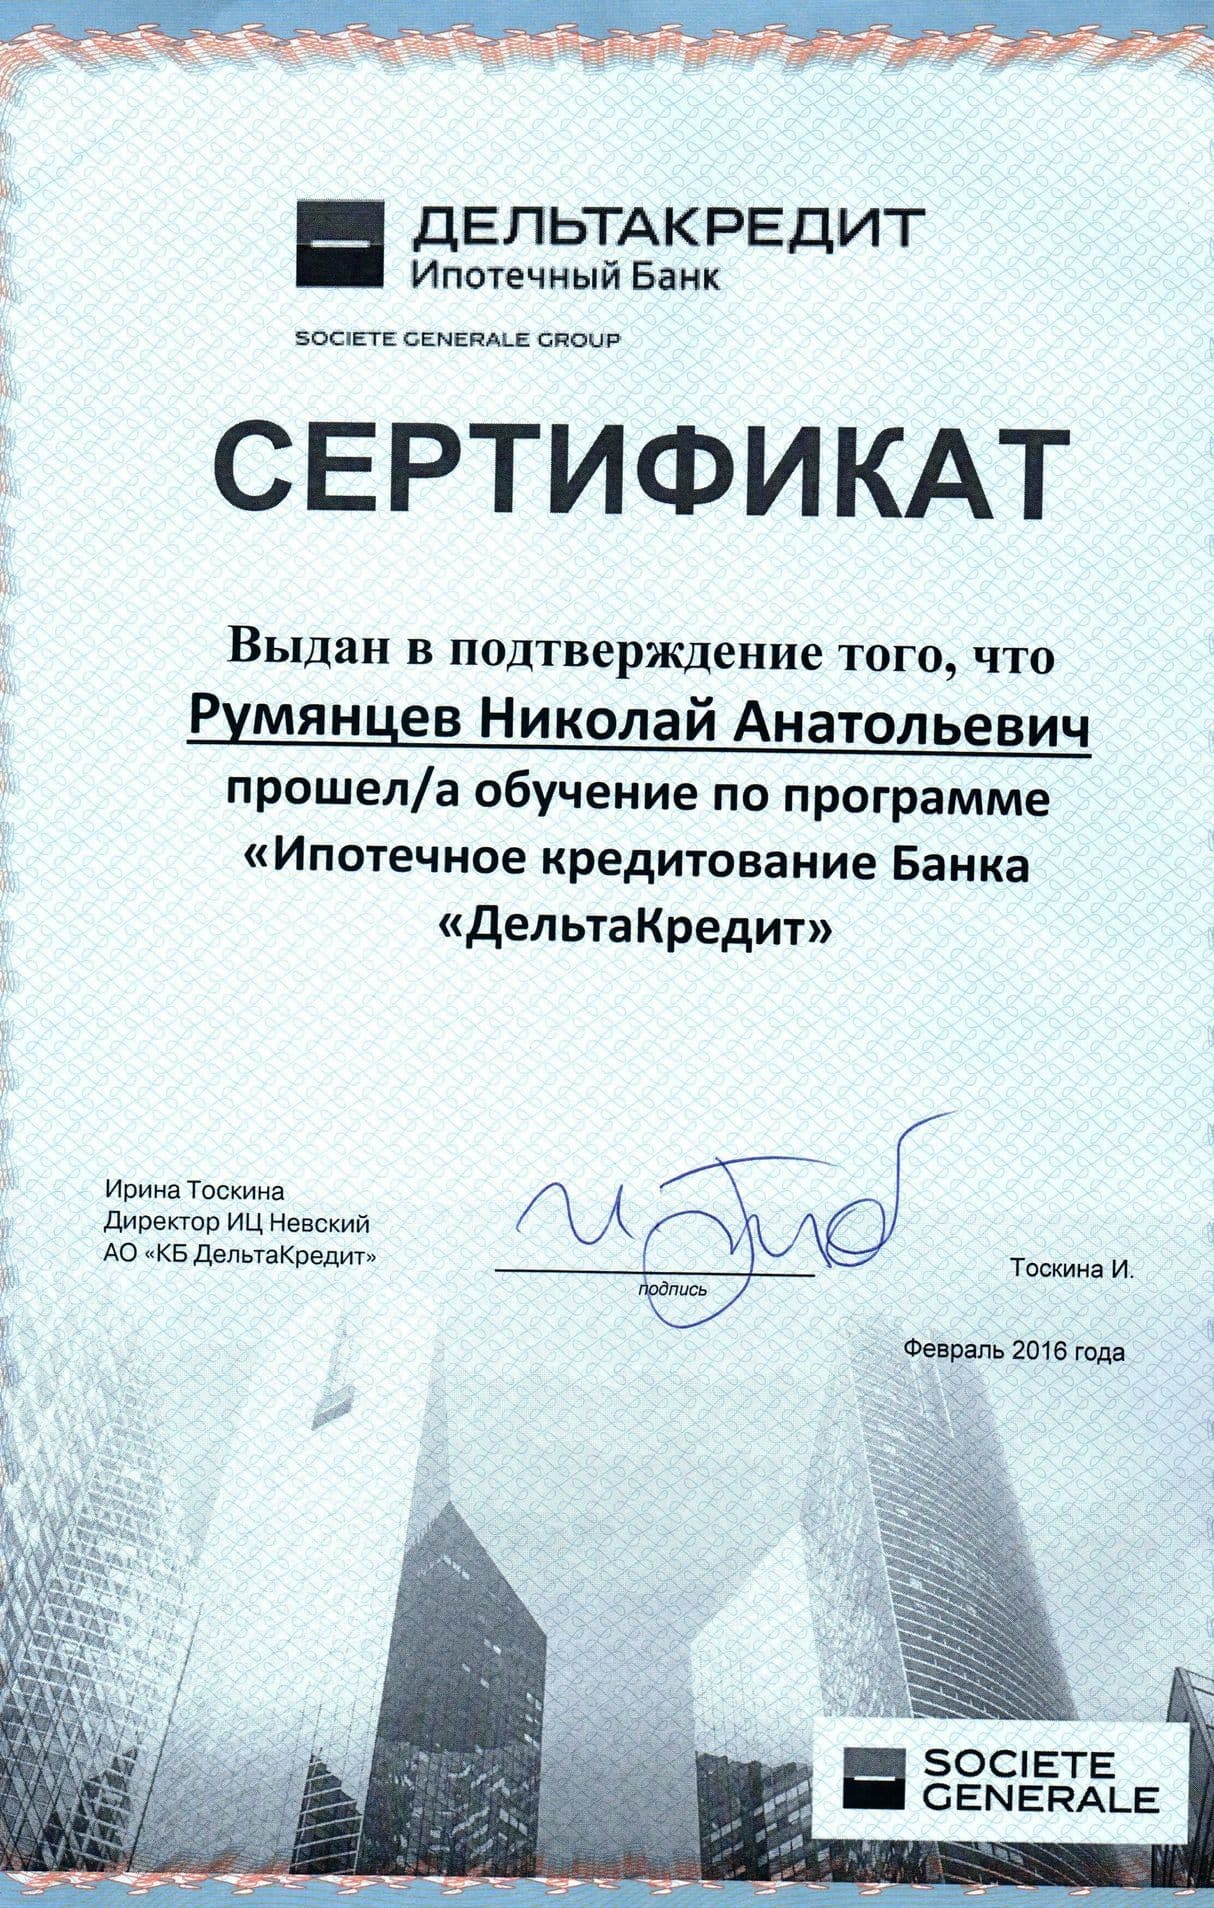 ДЕЛЬТАКРЕДИТ
Ипотечный Банк
SOCIETE GENERALE GROUP
СЕРТИФИКАТ
Выдан в подтверждение того, что
Румянцев Николай Анатольевич
прошел/а обучение по программе
«Ипотечное кредитование Банка
«ДельтаКредит»
Ирина Тоскина
Директор ИЦ Невский
АО «КБ ДельтаКредит»
подпись
Тоскина И.
Февраль 2016 года
SOCIETE
GENERALE